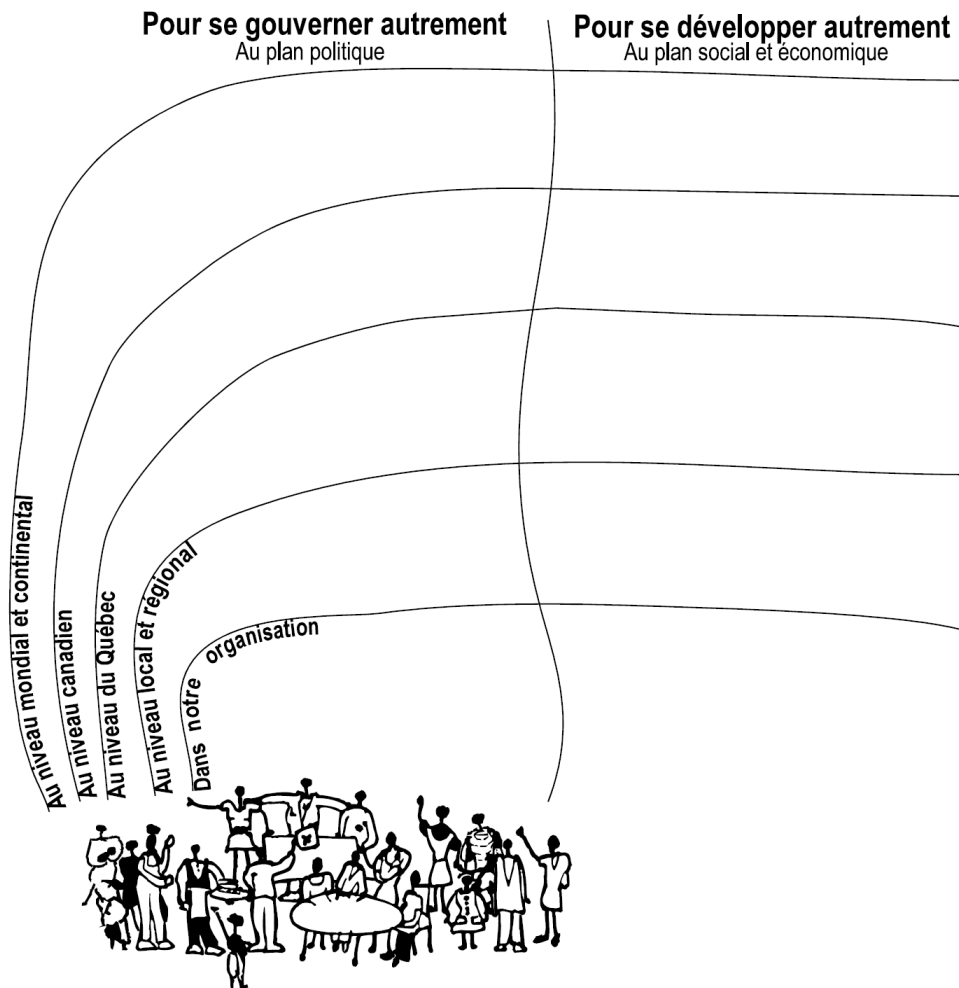 Pour se gouverner autrement
Au plan politique
Pour se développer autrement
Au plan social et économique
Au niveau mondial et continental
Au niveau canadien
Au niveau du Québec
Au niveau local et régional
Dans notre organisation